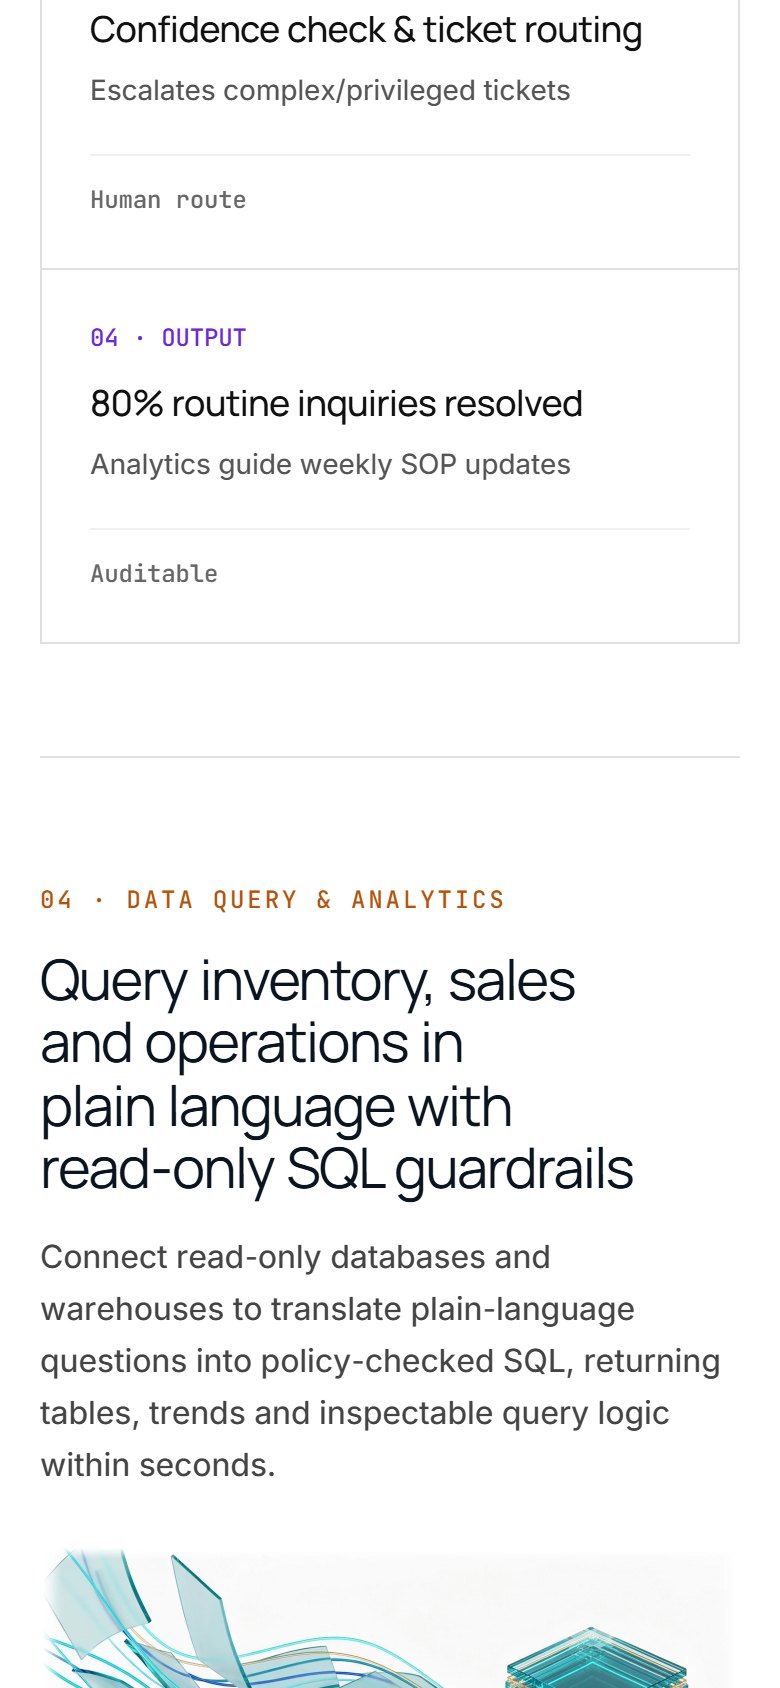 Confidence check & ticket routing
Escalates complex/privileged tickets
Human route
04 · OUTPUT
80% routine inquiries resolved
Analytics guide weekly SOP updates
Auditable
04 · DATA QUERY & ANALYTICS
Query inventory, sales
and operations in
plain language with
read-only SQL guardrails
Connect read-only databases and
warehouses to translate plain-language
questions into policy-checked SQL, returning
tables, trends and inspectable query logic
within seconds.